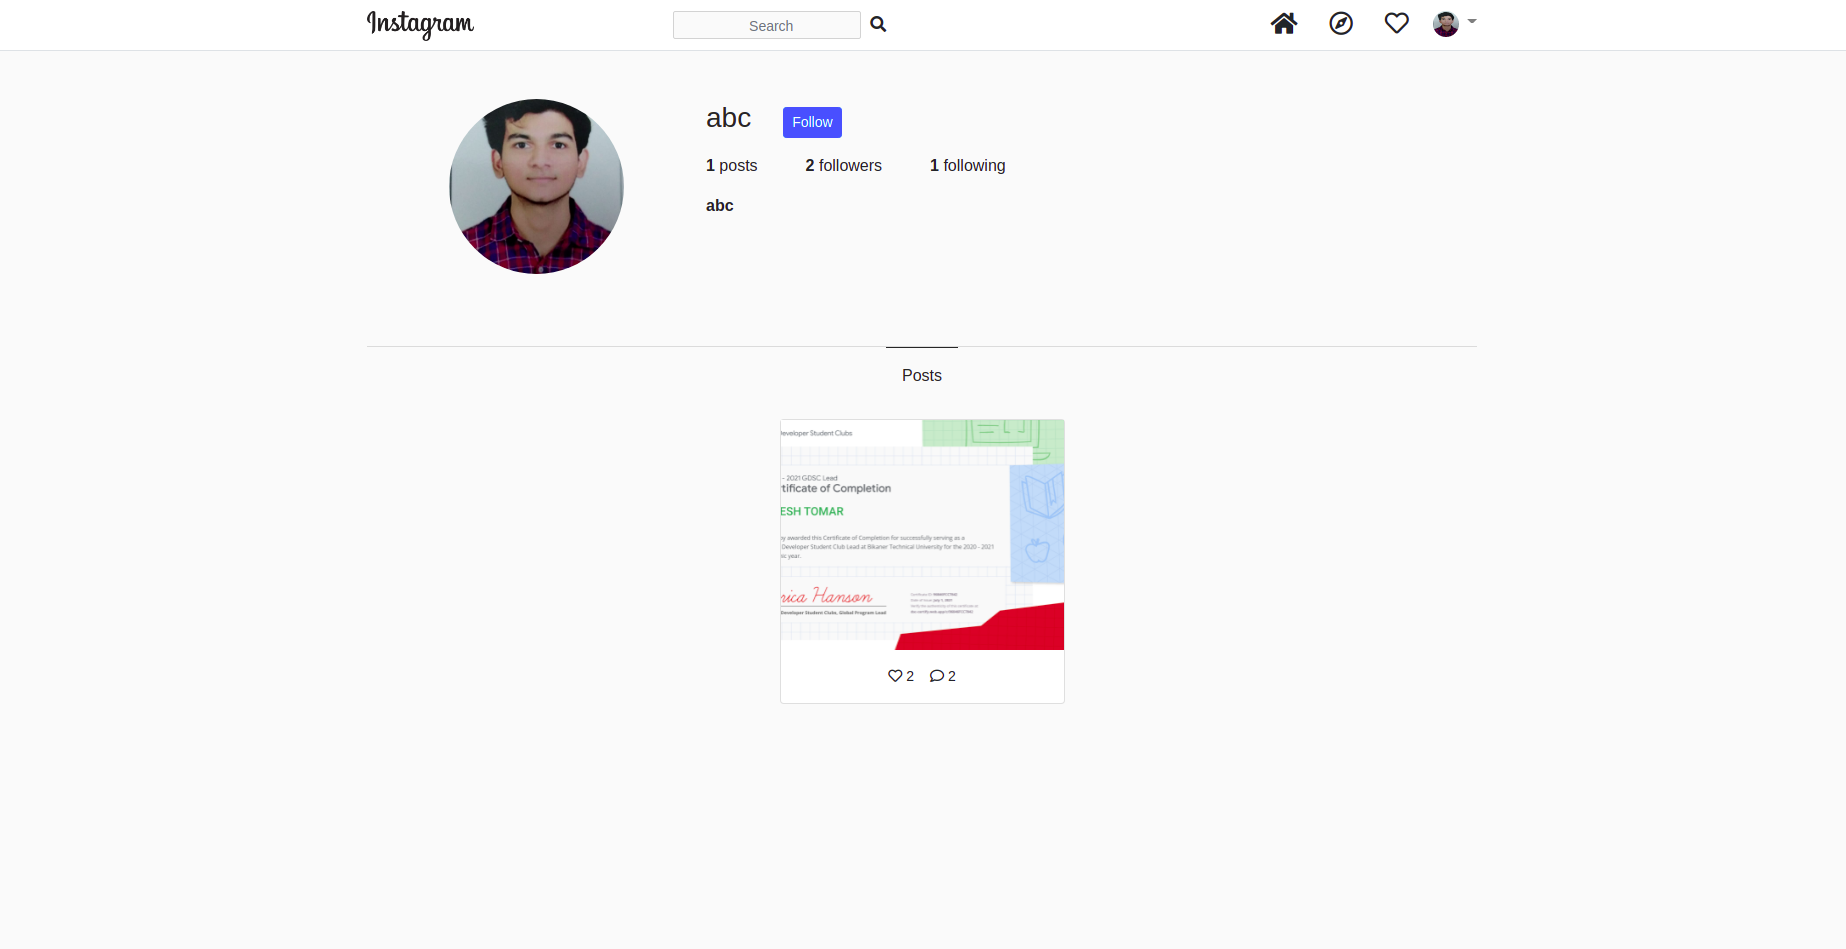 Instagram
Search
abc
Follow
1 posts
2 followers
1 following
abc
Posts
Developer Student Clubs
- 2021 GDSC Lead
tificate of Completion
ESH TOMAR
y awarded this Certificate of Completion for successfully serving as a
Developer Student Club Lead at Bikaner Technical University for the 2020 - 2021
ic year.
rica Hanson
Developer Student Clubs, Global Program Lead
2
2